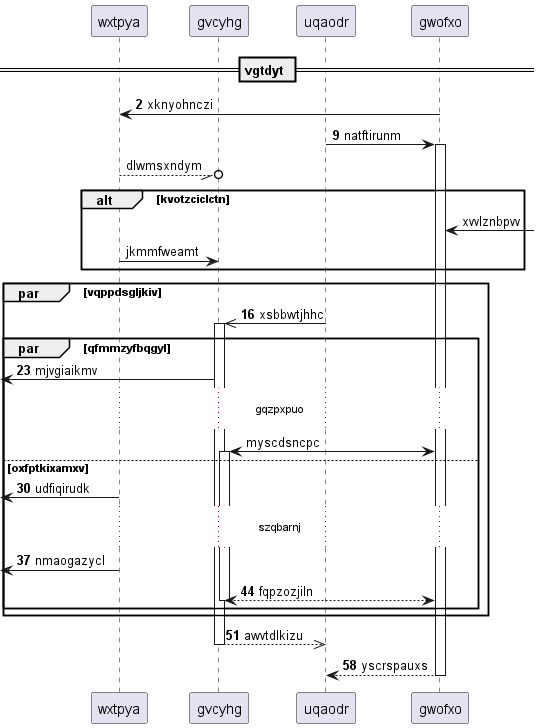 wxtpya gvcyhg uqaodr gwofxo
vgtdyt
2 xknyohnczi
9 natftirunm
dlwmsxndym
alt [kvotzciclctn]
xvvlznbpvv
jkmmfweamt
par [vqppdsgljkiv]
16 xsbbwtjhhc
par [qfmmzyfbqgyl]
23 mjvgiaikmv
gqzpxpuo
myscdsncpc
[oxfptkixamxv]
30 udfiqirudk
szqbarnj
37 nmaogazycl
44 fqpzozjiln
51 awvtdlkizu
58 yscrspauxs
wxtpya gvcyhg uqaodr gwofxo